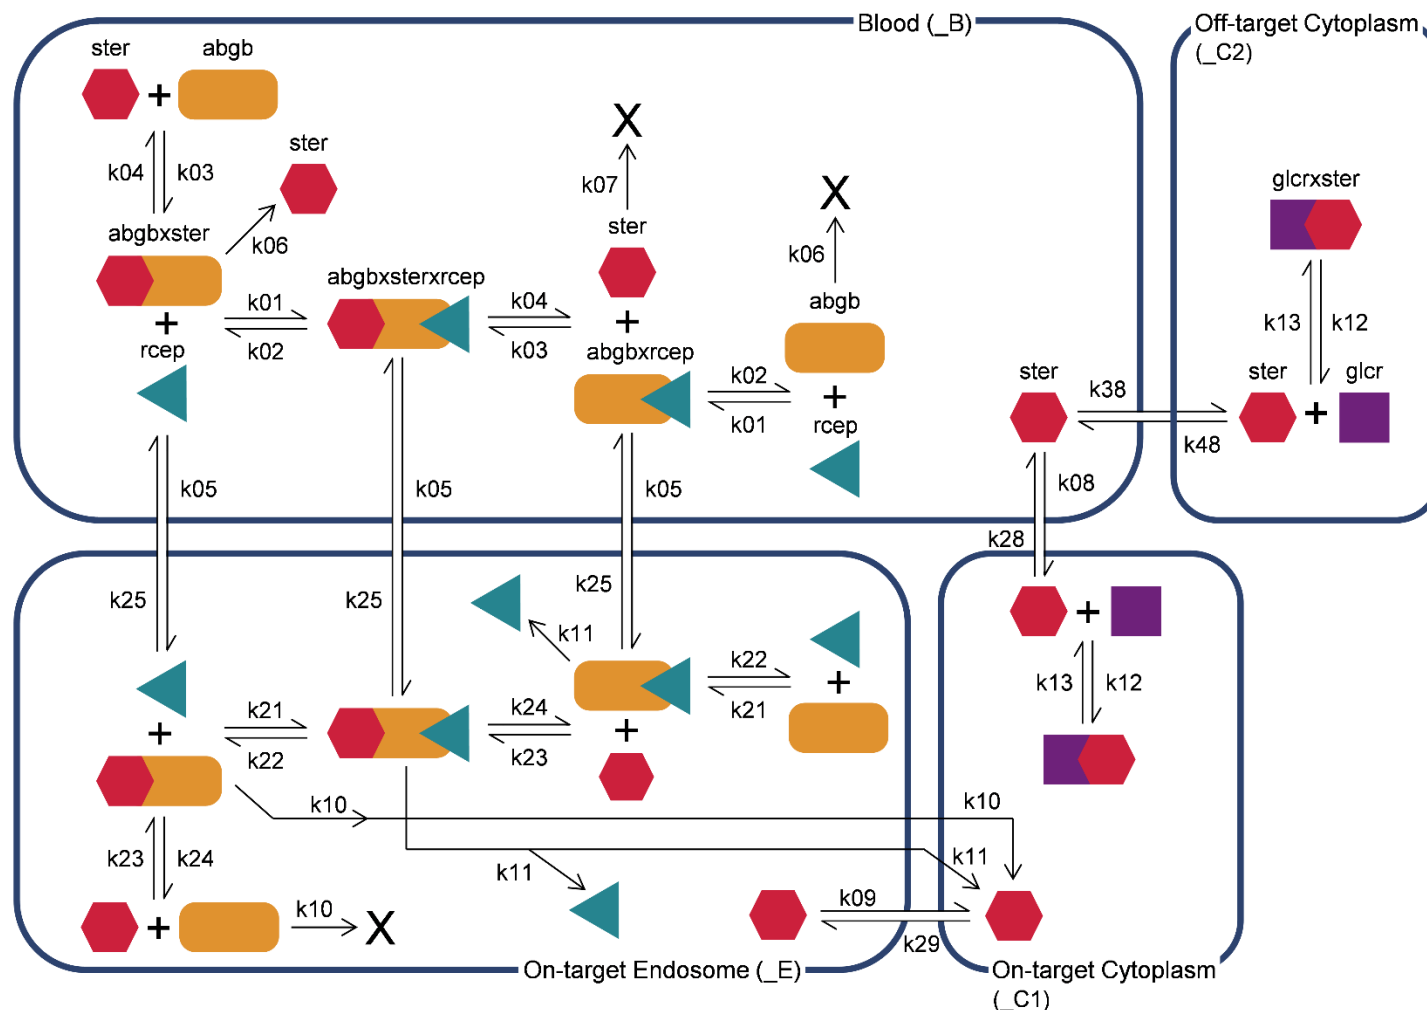 Blood (_B)
Off-target Cytoplasm
(_C2)
ster
abgb
+
k04
k03
ster
abgbxster
k06
+
rcep
k01
k02
abgbxsterxrcep
k04
k03
X
k07
ster
+
abgbxrcep
X
k06
abgb
k02
k01
+
rcep
ster
k38
k48
glcrxster
k13
k12
ster
glcr
+
k05
k05
k05
k08
k28
k25
k25
k25
k11
k22
k21
+
+
k13
k12
+
k21
k22
k24
k23
+
k10
k10
k23
k24
k11
k11
+
k10
X
k09
k29
On-target Endosome (_E)
On-target Cytoplasm
(_C1)